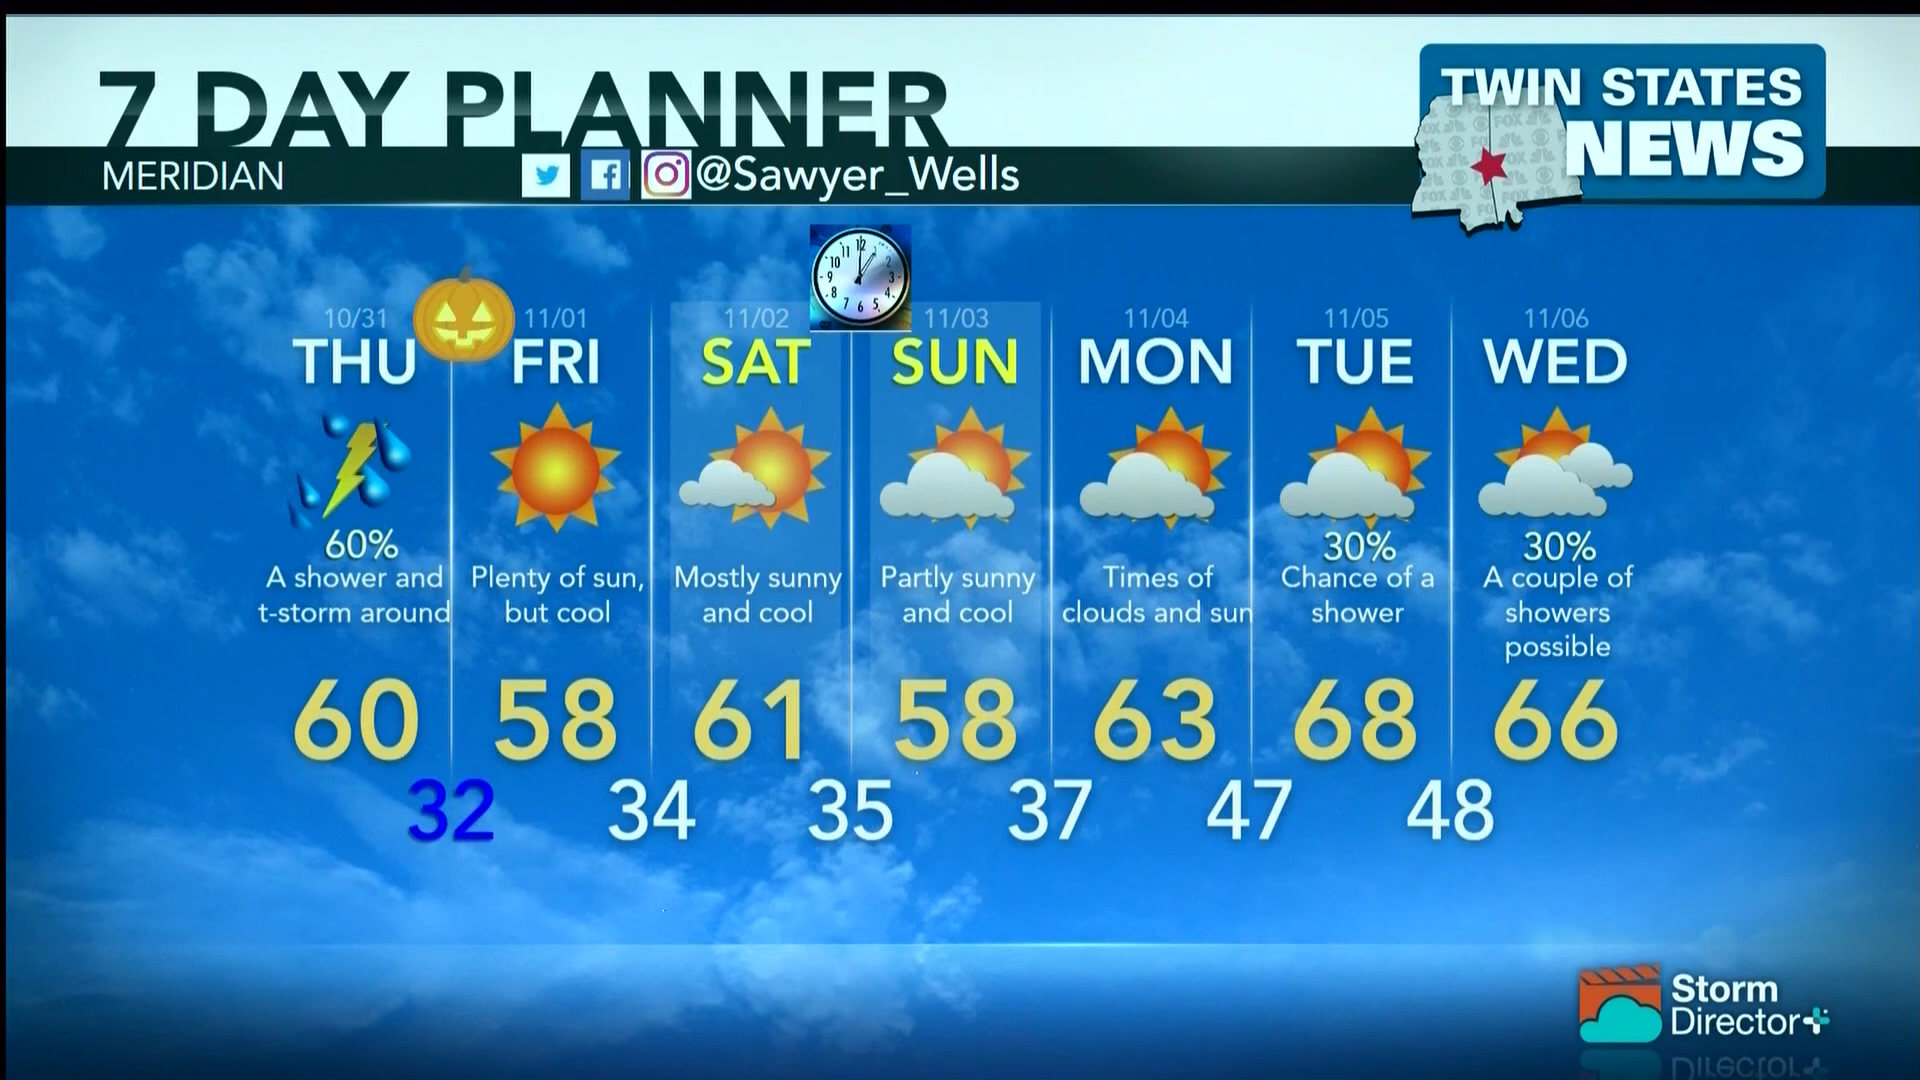 7 DAY PLANNER
MERIDIAN
@Sawyer_Wells
TWIN STATES
NEWS
10/31
THU
60%
A shower and
t-storm around
60
32
11/01
FRI
Plenty of sun,
but cool
58
34
11/02
SAT
Mostly sunny
and cool
61
35
11/03
SUN
Partly sunny
and cool
58
37
11/04
MON
Times of
clouds and sun
63
47
11/05
TUE
30%
Chance of a
shower
68
48
11/06
WED
30%
A couple of
showers
possible
66
Storm
Director+